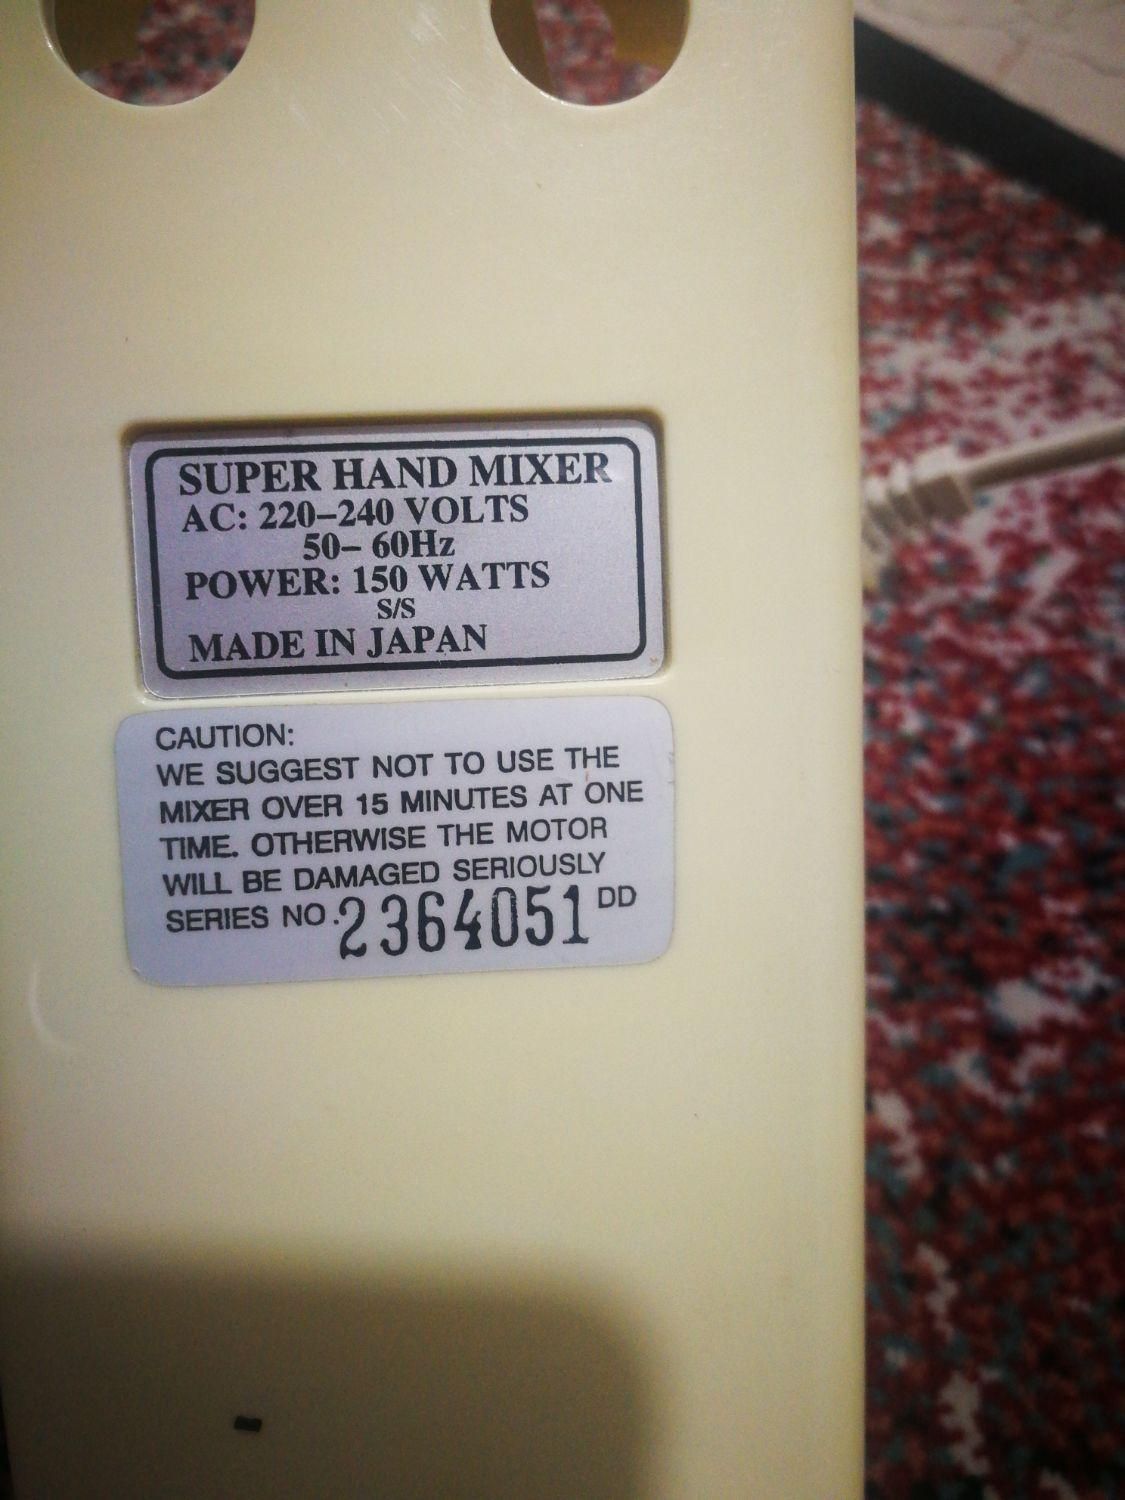 SUPER HAND MIXER
AC: 220–240 VOLTS
50– 60Hz
POWER: 150 WATTS
S/S
MADE IN JAPAN
CAUTION:
WE SUGGEST NOT TO USE THE
MIXER OVER 15 MINUTES AT ONE
TIME. OTHERWISE THE MOTOR
WILL BE DAMAGED SERIOUSLY
SERIES NO. 2364051 DD